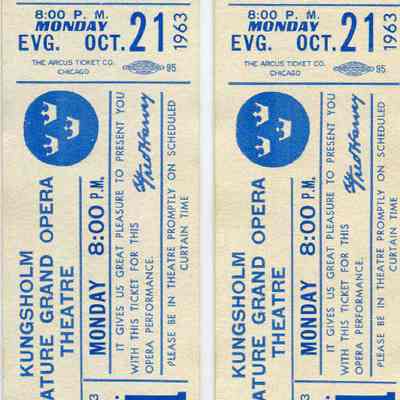 8:00 P. M.
MONDAY
EVG. OCT. 21 1963
THE ARCUS TICKET CO.
CHICAGO
95
KUNGSHOLM
ATURE GRAND OPERA
THEATRE
MONDAY 8:00 P.M.
IT GIVES US GREAT PLEASURE TO PRESENT YOU
WITH THIS TICKET FOR THIS
OPERA PERFORMANCE.
PLEASE BE IN THEATRE PROMPTLY ON SCHEDULED
CURTAIN TIME
8:00 P. M.
MONDAY
EVG. OCT. 21 1963
THE ARCUS TICKET CO.
CHICAGO
95
KUNGSHOLM
ATURE GRAND OPERA
THEATRE
MONDAY 8:00 P.M.
IT GIVES US GREAT PLEASURE TO PRESENT YOU
WITH THIS TICKET FOR THIS
OPERA PERFORMANCE.
PLEASE BE IN THEATRE PROMPTLY ON SCHEDULED
CURTAIN TIME